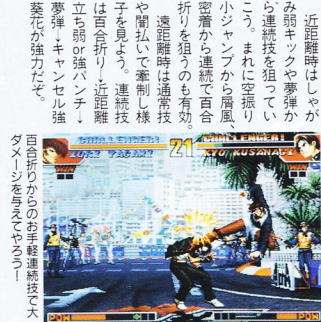 近距離時はしゃが
み弱キックや夢弾か
ら連続技を狙ってい
こう。まれに空振り
小ジャンプから屑風、
密着から連続で百合
折りを狙うのも有効。
遠距離時は通常技
や闇払いで牽制し様
子を見よう。連続技
は百合折り→近距離
立ち弱or強パンチ→
夢弾→キャンセル強
葵花が強力だぞ。
CHALLENGER!
CHALLENGER!
IORI YAGAMI
21
KYO KUSANAGI
POW
POW
百合折りからのお手軽連続技で大
ダメージを与えてやろう!